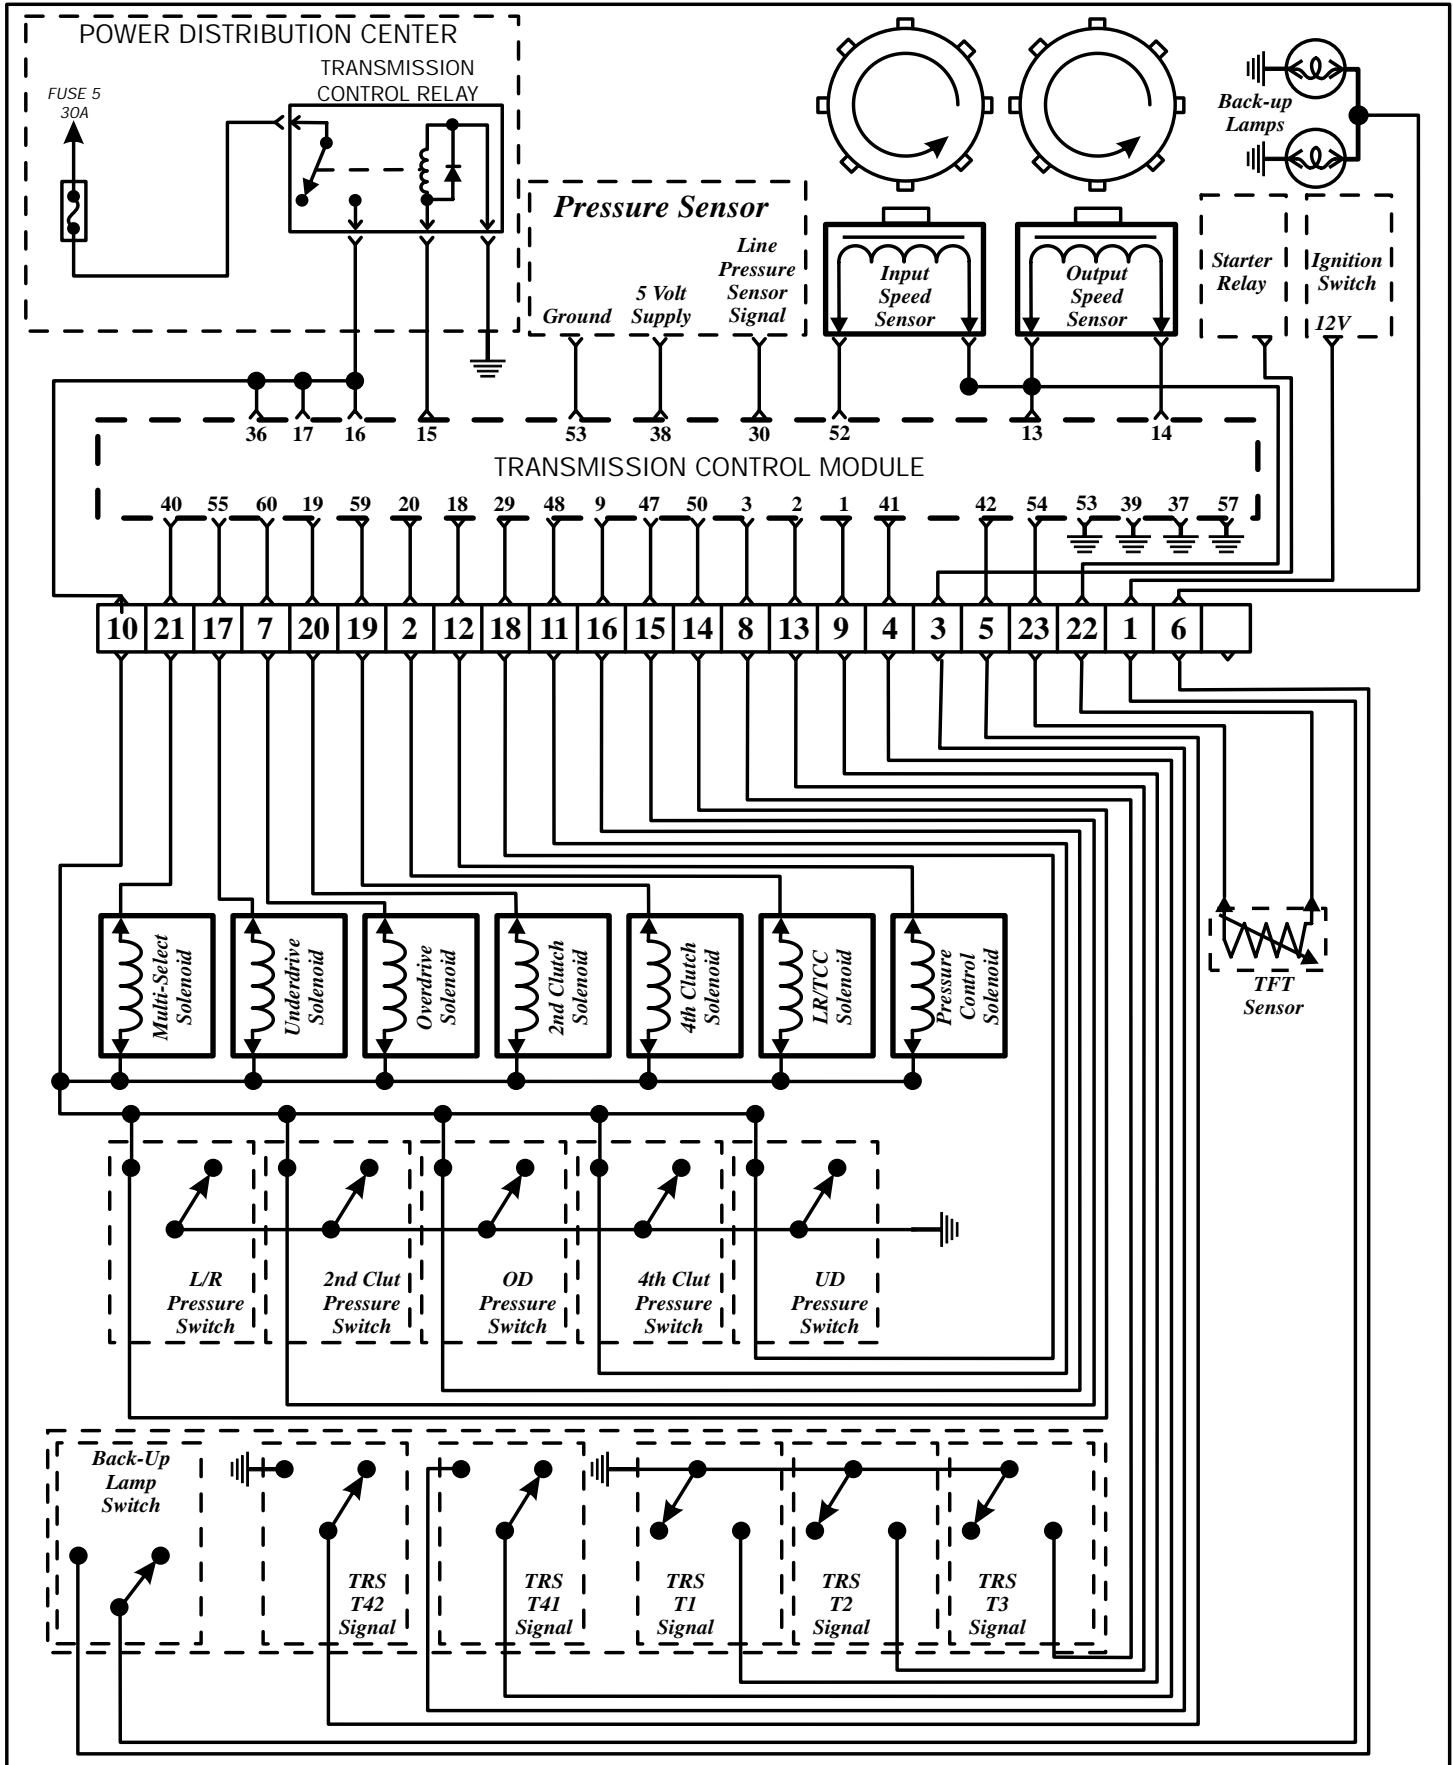 POWER DISTRIBUTION CENTER
TRANSMISSION
CONTROL RELAY
FUSE 5
30A
Back-up
Lamps
Pressure Sensor
Ground
5 Volt
Supply
Line
Pressure
Sensor
Signal
Input
Speed
Sensor
Output
Speed
Sensor
Starter
Relay
Ignition
Switch
12V
36 17 16 15 53 38 30 52 13 14
TRANSMISSION CONTROL MODULE
40 55 60 19 59 20 18 29 48 9 47 50 3 2 1 41 42 54 53 39 37 57
10 21 17 7 20 19 2 12 18 11 16 15 14 8 13 9 4 3 5 23 22 1 6
Multi-Select
Solenoid
Underdrive
Solenoid
Overdrive
Solenoid
2nd Clutch
Solenoid
4th Clutch
Solenoid
LR/TCC
Solenoid
Pressure
Control
Solenoid
TFT
Sensor
L/R
Pressure
Switch
2nd Clut
Pressure
Switch
OD
Pressure
Switch
4th Clut
Pressure
Switch
UD
Pressure
Switch
Back-Up
Lamp
Switch
TRS
T42
Signal
TRS
T41
Signal
TRS
T1
Signal
TRS
T2
Signal
TRS
T3
Signal